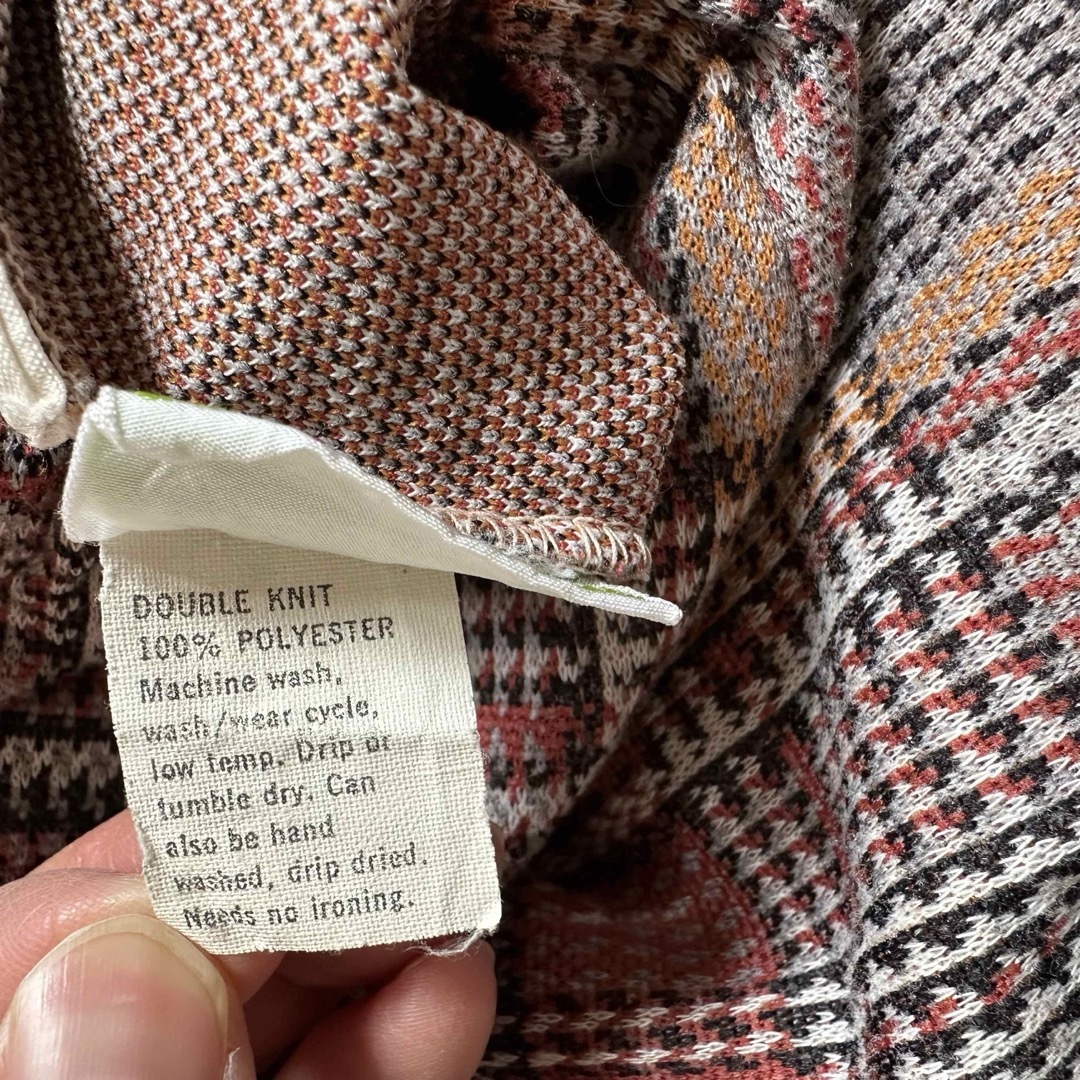 DOUBLE KNIT
100% POLYESTER
Machine wash,
wash/wear cycle,
low temp. Drip or
tumble dry. Can
also be hand
washed, drip dried.
Needs no ironing.